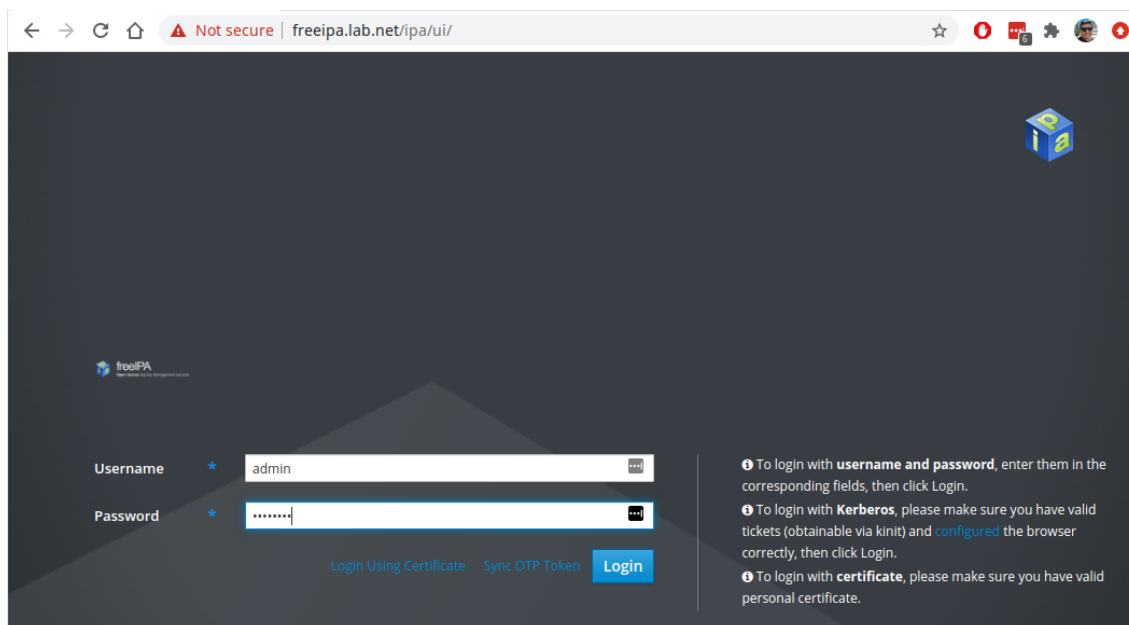 Not secure | freeipa.lab.net/ipa/ui/
6
ipa
freeIPA
Username * admin
Password * ••••••••
Login Using Certificate Sync OTP Token Login
To login with username and password, enter them in the
corresponding fields, then click Login.
To login with Kerberos, please make sure you have valid
tickets (obtainable via kinit) and configured the browser
correctly, then click Login.
To login with certificate, please make sure you have valid
personal certificate.